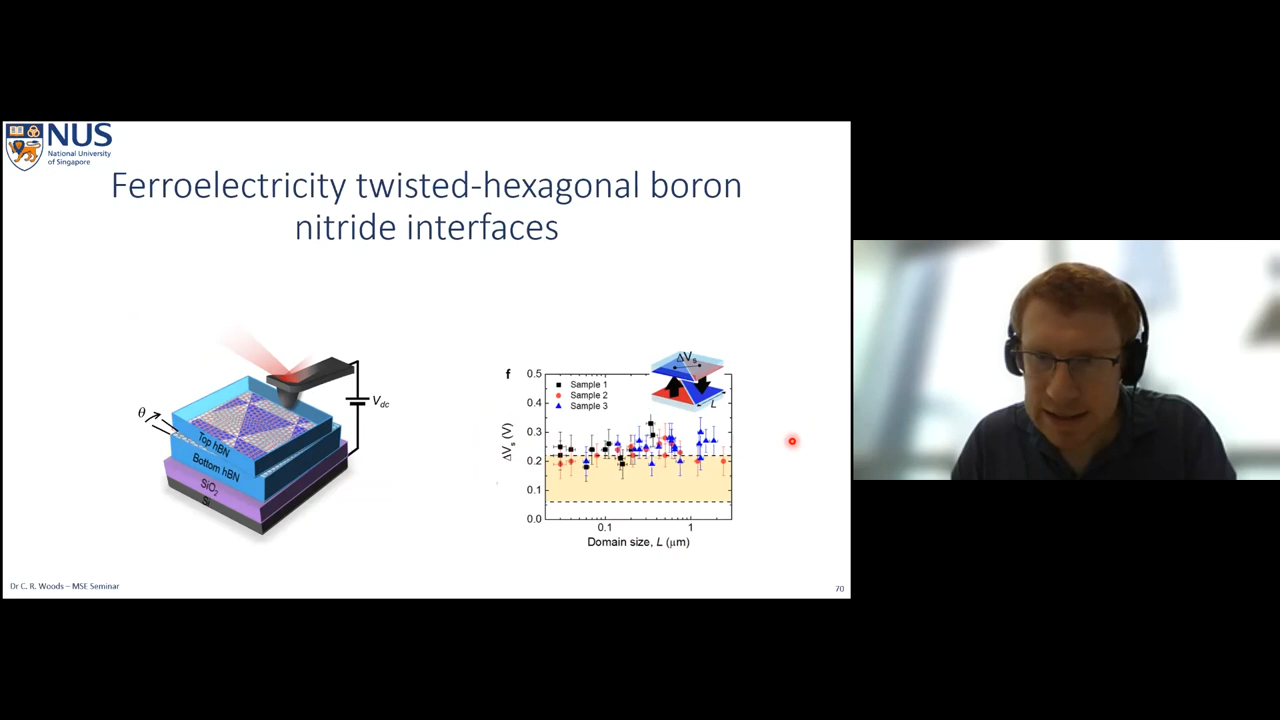 NUS
National University
of Singapore
Ferroelectricity twisted-hexagonal boron
nitride interfaces
θ
Top hBN
Bottom hBN
SiO2
Si
Vdc
f
ΔVs (V)
0.5
0.4
0.3
0.2
0.1
0.0
Sample 1
Sample 2
Sample 3
ΔVs
L
0.1
1
Domain size, L (μm)
Dr C. R. Woods – MSE Seminar
70